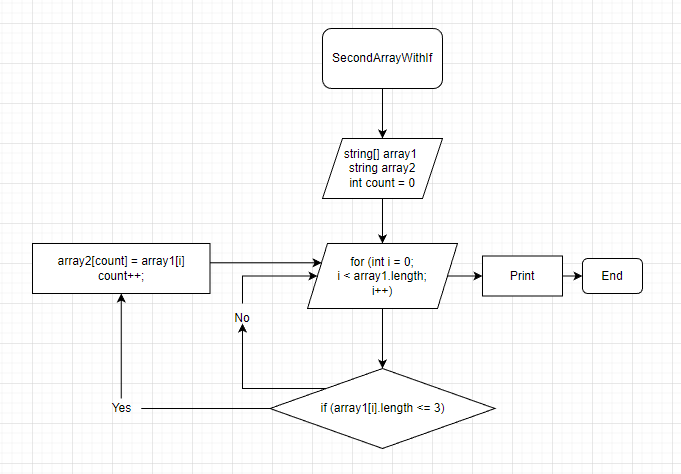 SecondArrayWithIf
string[] array1
string array2
int count = 0
array2[count] = array1[i]
count++;
for (int i = 0;
i < array1.length;
i++)
Print
End
No
Yes
if (array1[i].length <= 3)